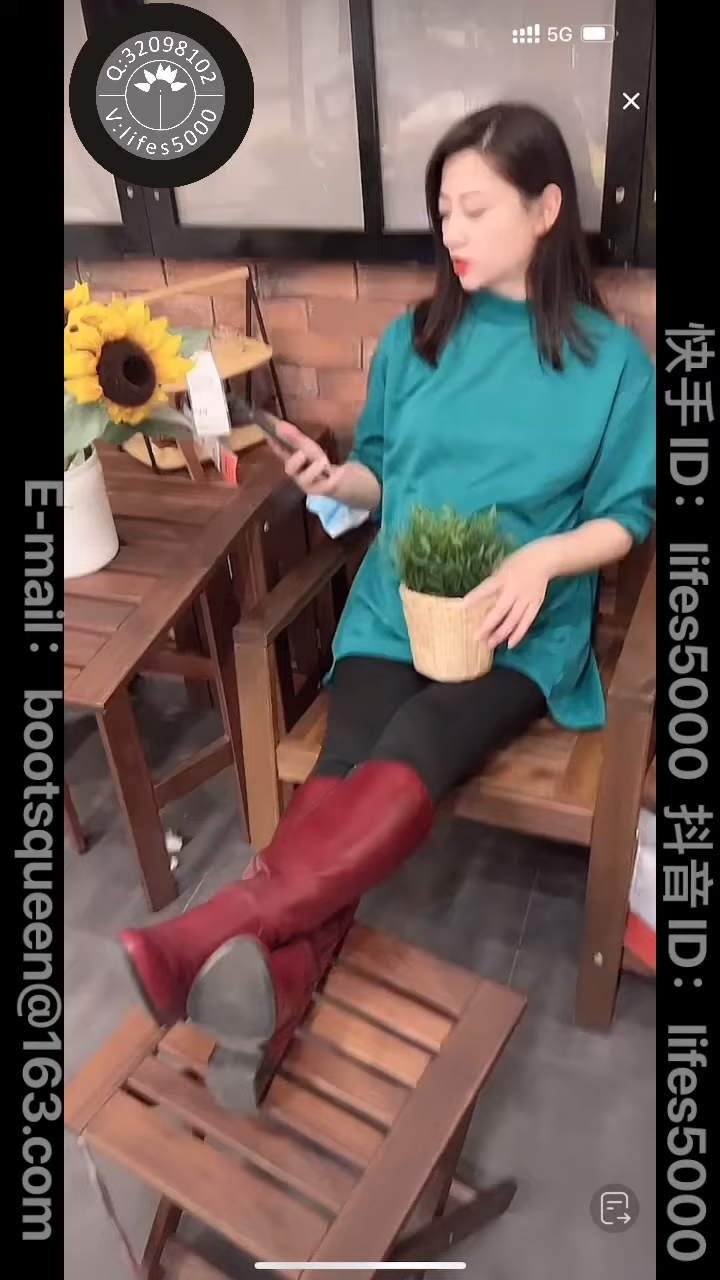 Q:32098102
V:lifes5000
5G
E-mail： bootsqueen@163.com
快手ID： lifes5000 抖音ID： lifes5000